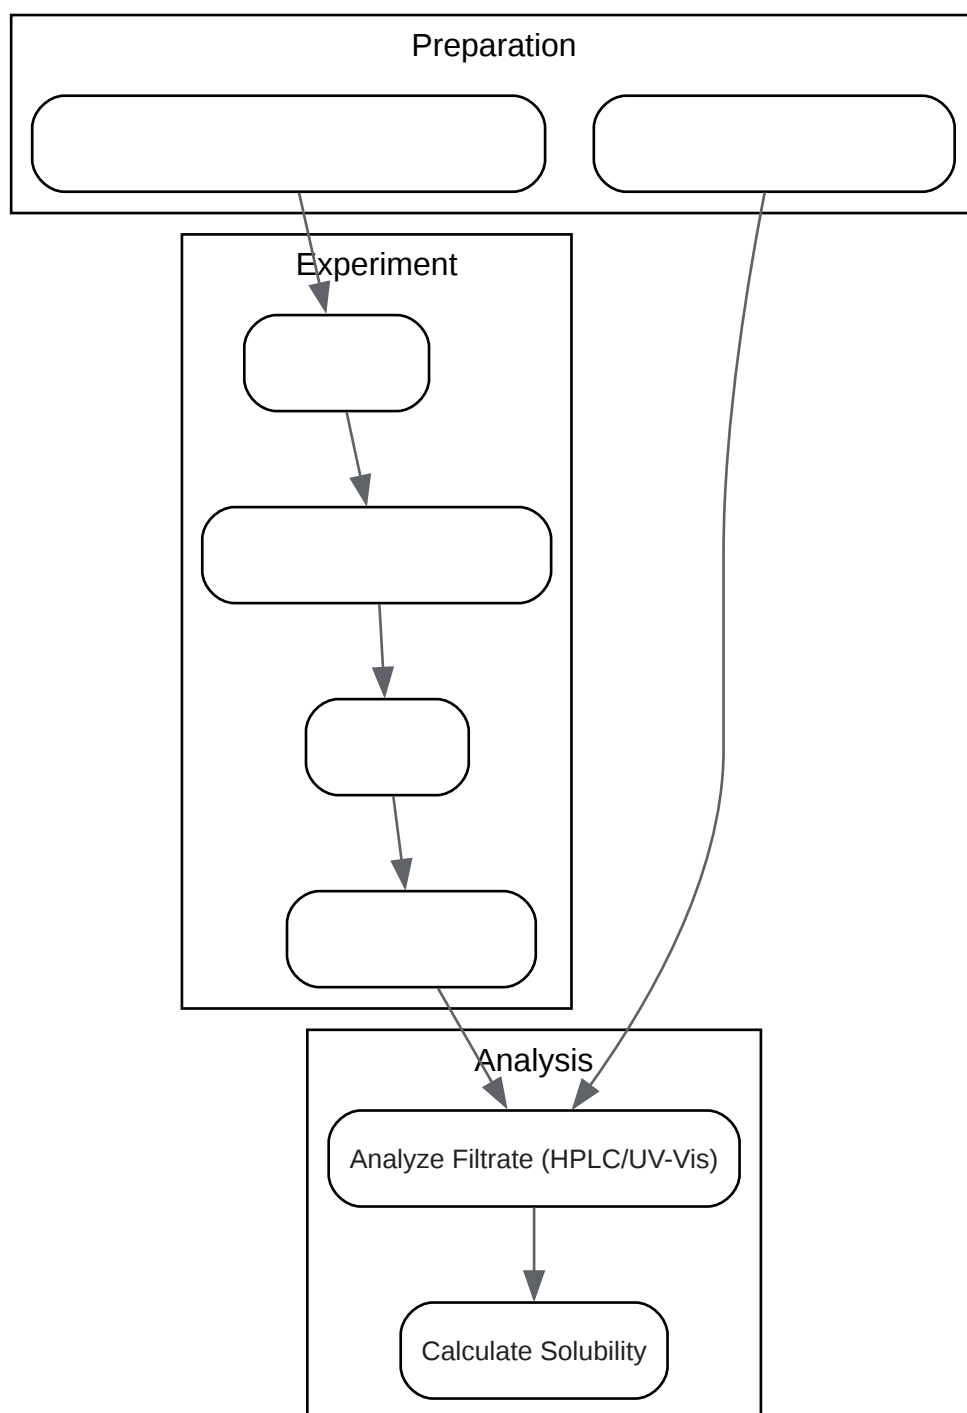 Preparation
Experiment
Analysis
Analyze Filtrate (HPLC/UV-Vis)
Calculate Solubility